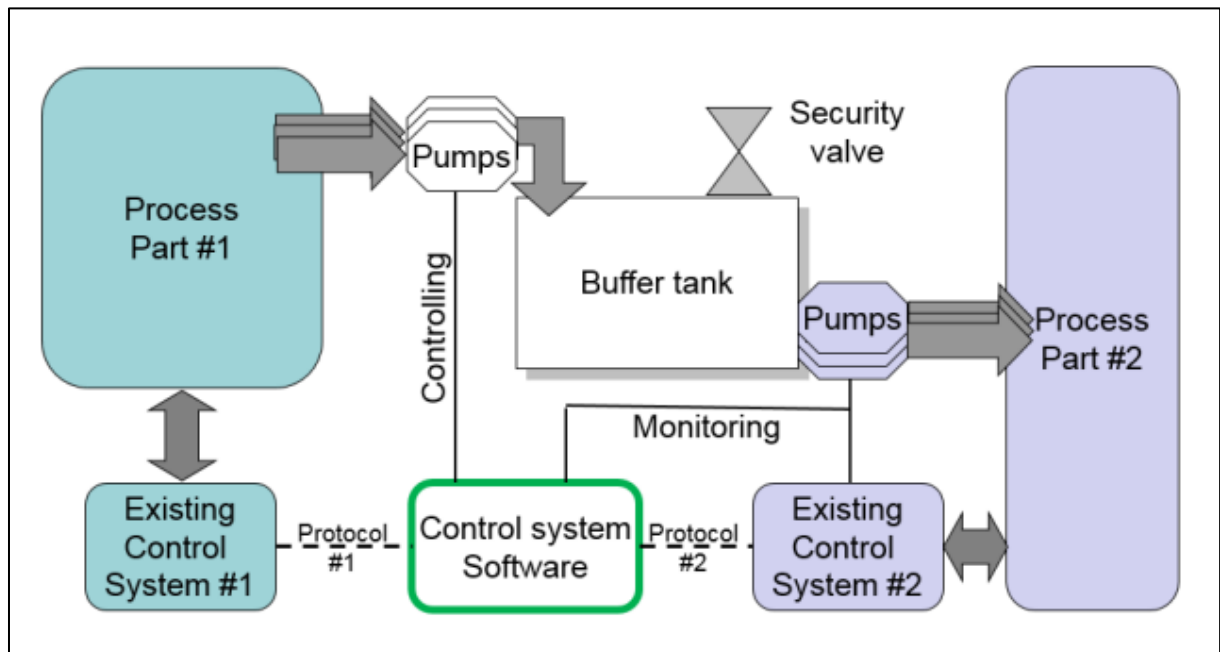 Process
Part #1
Pumps
Security
valve
Buffer tank
Pumps
Process
Part #2
Controlling
Monitoring
Existing
Control
System #1
Protocol
#1
Control system
Software
Protocol
#2
Existing
Control
System #2